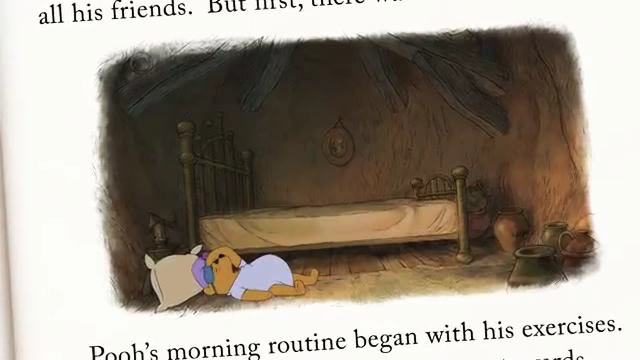 all his friends. But first, there
Pooh's morning routine began with his exercises.